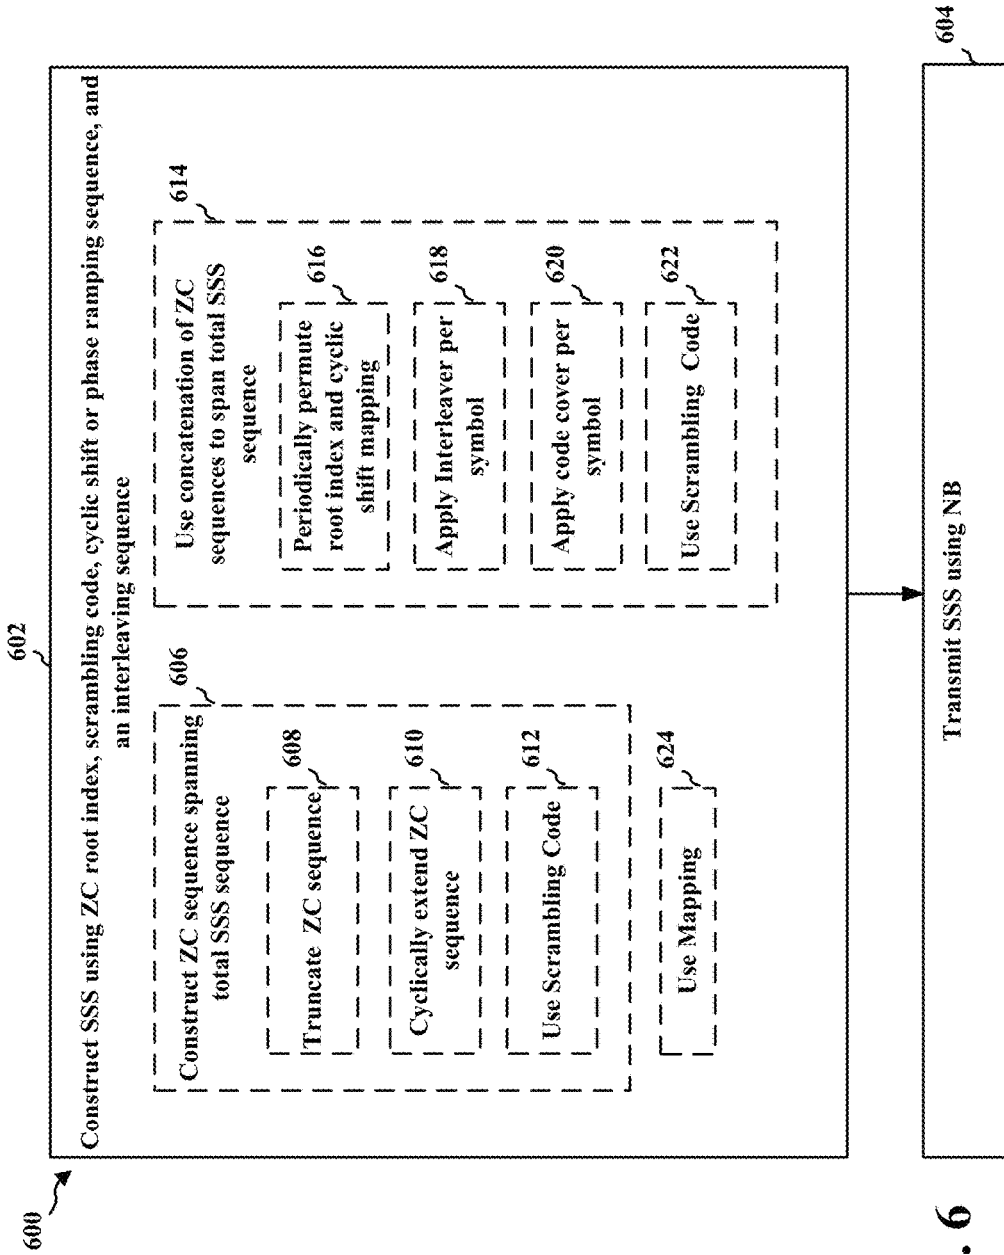 600
602
Construct SSS using ZC root index, scrambling code, cyclic shift or phase ramping sequence, and
an interleaving sequence
606
Construct ZC sequence spanning
total SSS sequence
608
Truncate ZC sequence
610
Cyclically extend ZC
sequence
612
Use Scrambling Code
624
Use Mapping
614
Use concatenation of ZC
sequences to span total SSS
sequence
616
Periodically permute
root index and cyclic
shift mapping
618
Apply Interleaver per
symbol
620
Apply code cover per
symbol
622
Use Scrambling Code
604
Transmit SSS using NB
. 6